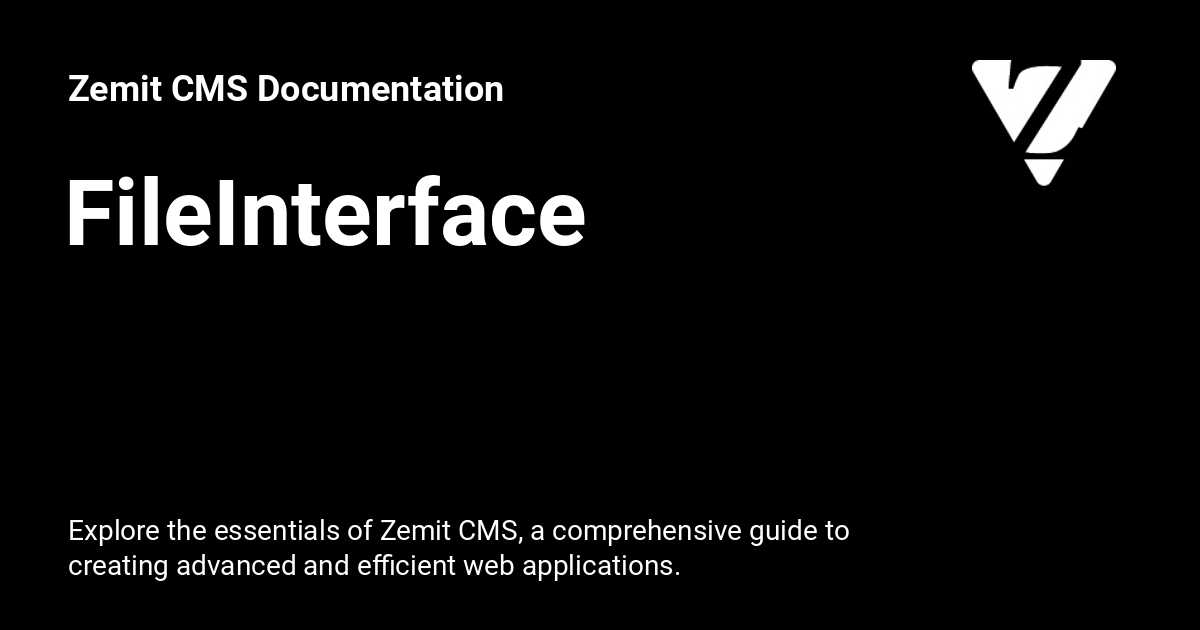 Zemit CMS Documentation
FileInterface
Explore the essentials of Zemit CMS, a comprehensive guide to
creating advanced and efficient web applications.